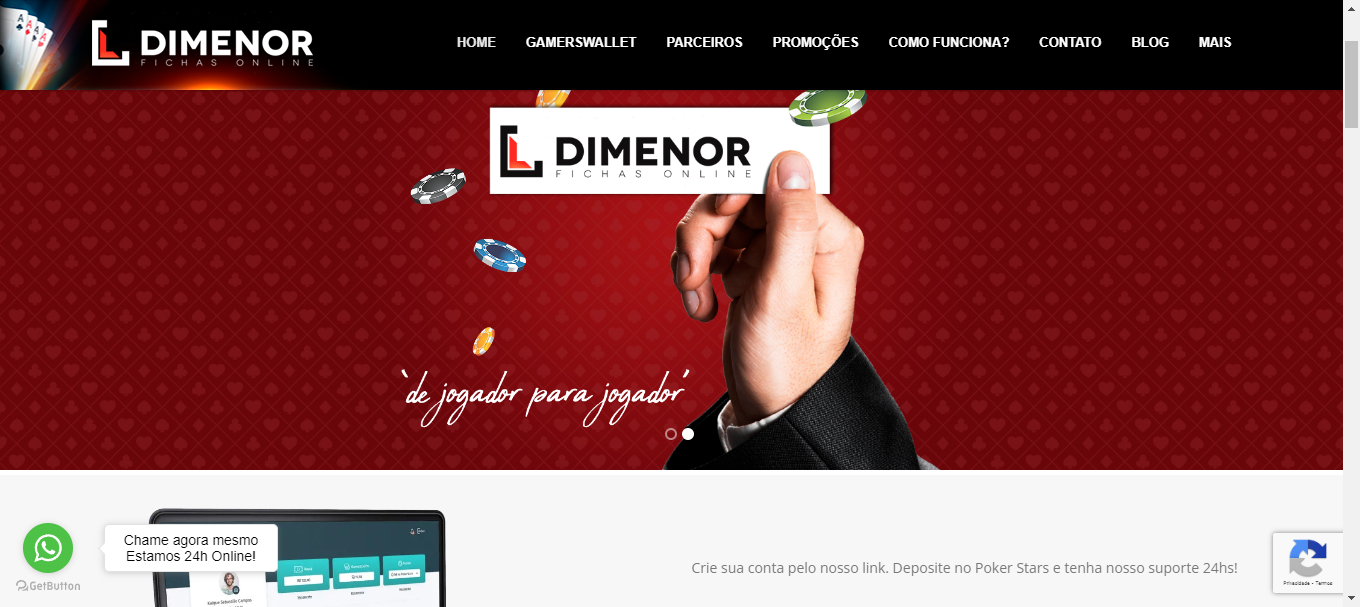 DIMENOR
FICHAS ONLINE
HOME GAMERSWALLET PARCEIROS PROMOÇÕES COMO FUNCIONA? CONTATO BLOG MAIS
DIMENOR
FICHAS ONLINE
'de jogador para jogador'
Chame agora mesmo
Estamos 24h Online!
GetButton
Crie sua conta pelo nosso link. Deposite no Poker Stars e tenha nosso suporte 24hs!
Privacidade - Termos